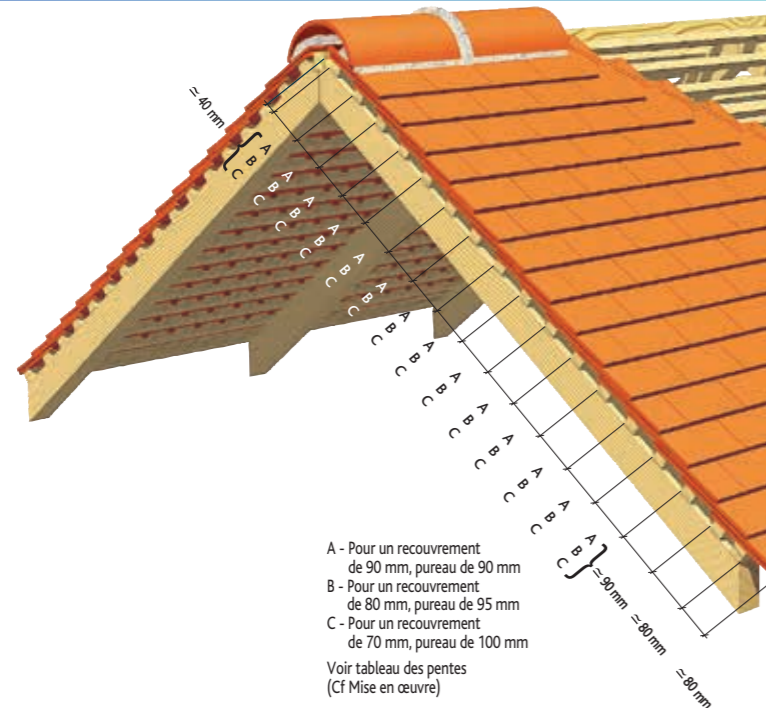 ≃ 40 mm
A B C
A B C
A B C
A B C
A B C
A B C
A B C
A B C
A B C
A B C
A B C
A B C
A B C
A B C
≃ 90 mm
≃ 80 mm
≃ 80 mm
A - Pour un recouvrement
de 90 mm, pureau de 90 mm
B - Pour un recouvrement
de 80 mm, pureau de 95 mm
C - Pour un recouvrement
de 70 mm, pureau de 100 mm
Voir tableau des pentes
(Cf Mise en œuvre)